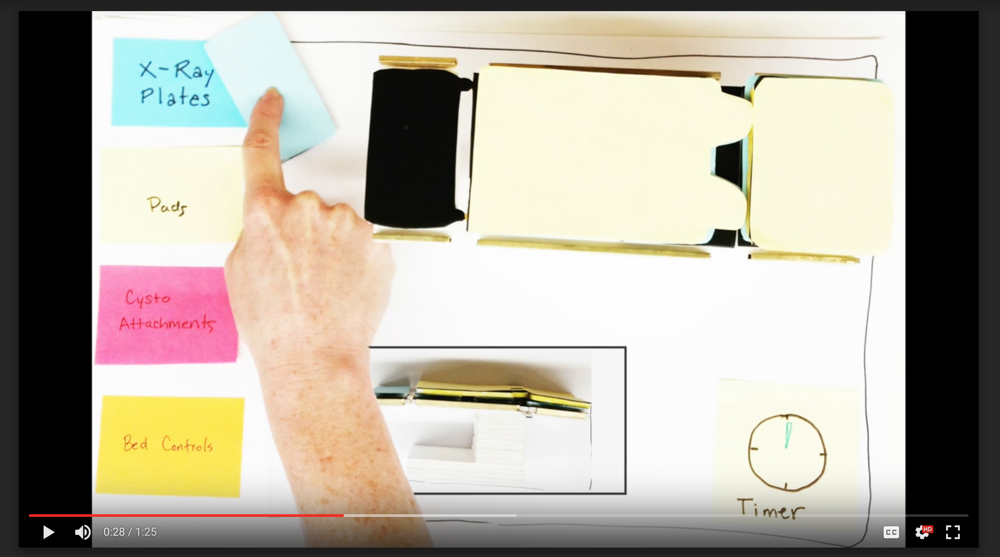 X-Ray
Plates
Pads
Cysto
Attachments
Bed Controls
Timer
0:28 / 1:25
CC
HD